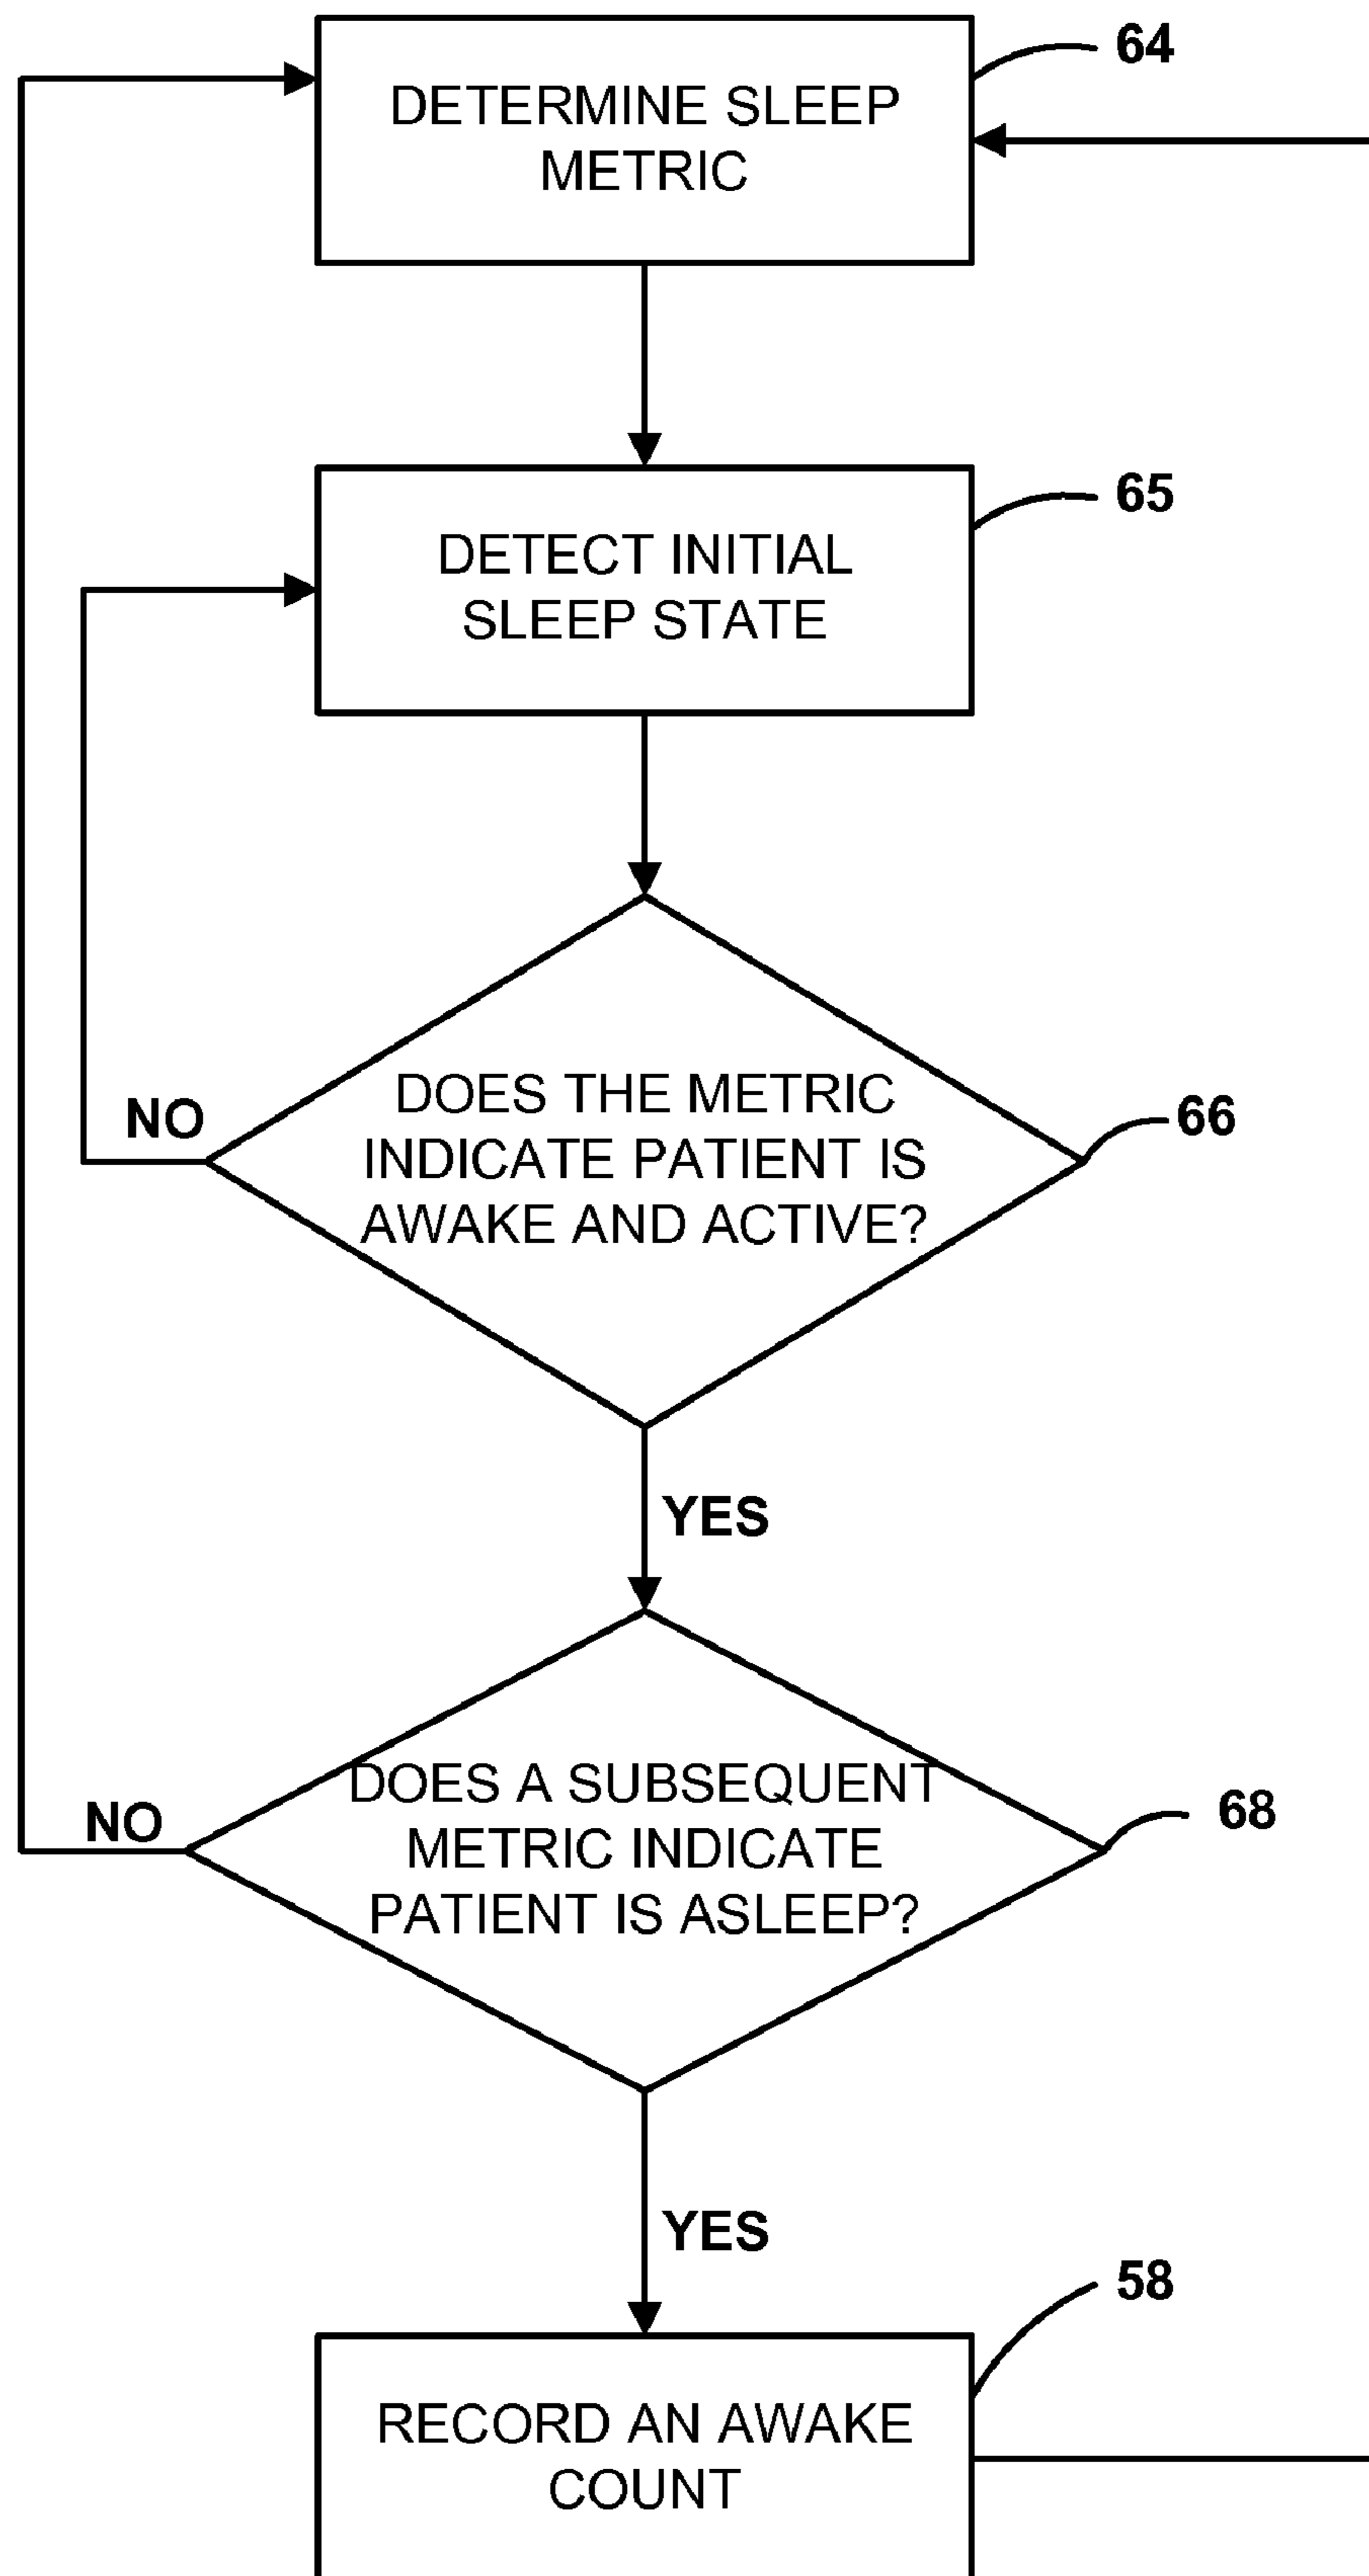 64
DETERMINE SLEEP
METRIC
65
DETECT INITIAL
SLEEP STATE
DOES THE METRIC
INDICATE PATIENT IS
AWAKE AND ACTIVE?
NO
66
YES
DOES A SUBSEQUENT
METRIC INDICATE
PATIENT IS ASLEEP?
NO
68
YES
58
RECORD AN AWAKE
COUNT